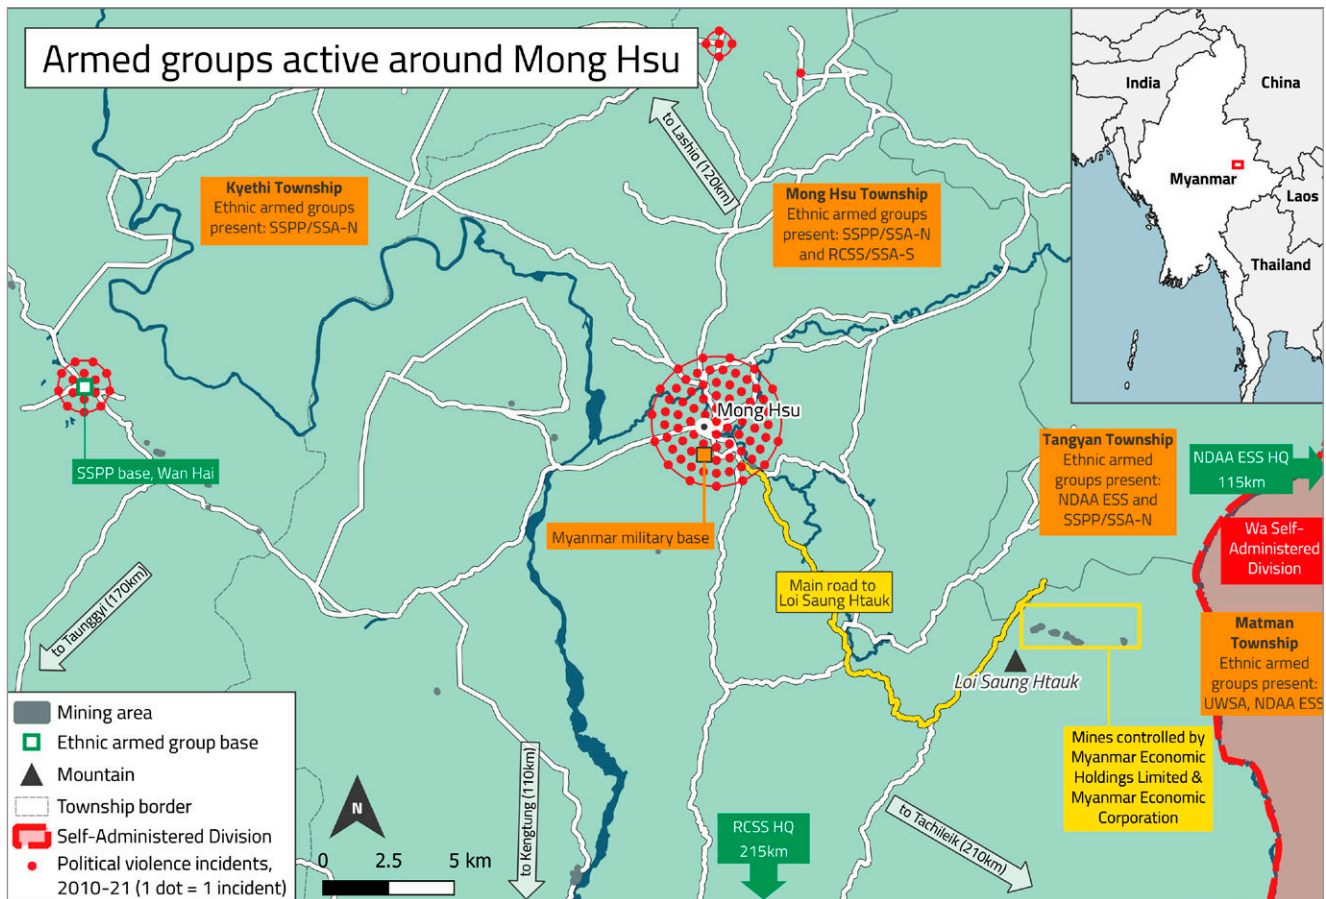 Armed groups active around Mong Hsu
India
China
Myanmar
Laos
Thailand
to Lashio (120km)
Kyethi Township
Ethnic armed groups
present: SSPP/SSA-N
Mong Hsu Township
Ethnic armed groups
present: SSPP/SSA-N
and RCSS/SSA-S
Mong Hsu
SSPP base, Wan Hai
Myanmar military base
Tangyan Township
Ethnic armed
groups present:
NDAA ESS and
SSPP/SSA-N
NDAA ESS HQ
115km
Wa Self-
Administered
Division
Main road to
Loi Saung Htauk
Matman
Township
Ethnic armed
groups present:
UWSA, NDAA ESS
Loi Saung Htauk
Mines controlled by
Myanmar Economic
Holdings Limited &
Myanmar Economic
Corporation
to Taunggyi (170km)
to Kengtung (110km)
RCSS HQ
215km
to Tachileik (210km)
Mining area
Ethnic armed group base
Mountain
Township border
Self-Administered Division
Political violence incidents,
2010-21 (1 dot = 1 incident)
N
0 2.5 5 km